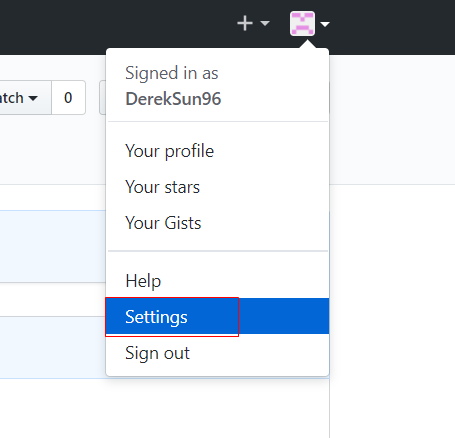 atch
0
Signed in as
DerekSun96
Your profile
Your stars
Your Gists
Help
Settings
Sign out